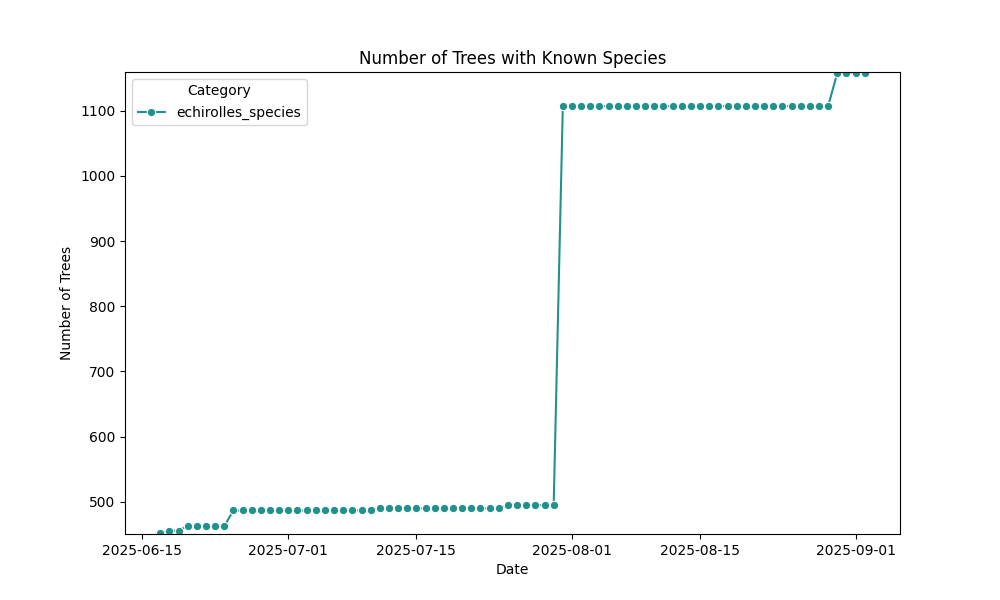 Number of Trees with Known Species
Category
echirolles_species
Number of Trees
1100
1000
900
800
700
600
500
2025-06-15 2025-07-01 2025-07-15 2025-08-01 2025-08-15 2025-09-01
Date